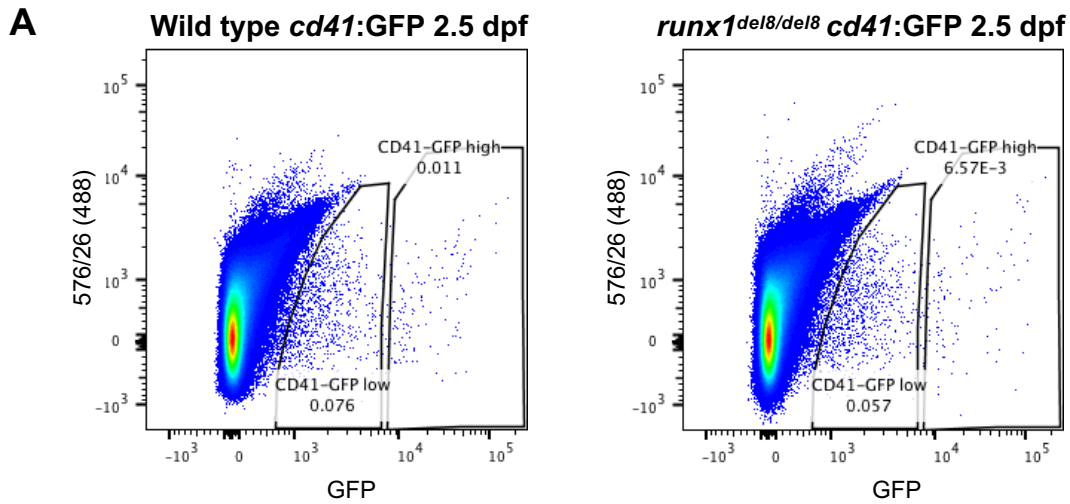 A
Wild type cd41:GFP 2.5 dpf
10^5
10^4
10^3
0
-10^3
576/26 (488)
CD41-GFP high
0.011
CD41-GFP low
0.076
-10^3
0
10^3
10^4
10^5
GFP
runx1^del8/del8 cd41:GFP 2.5 dpf
10^5
10^4
10^3
0
-10^3
576/26 (488)
CD41-GFP high
6.57E-3
CD41-GFP low
0.057
-10^3
0
10^3
10^4
10^5
GFP